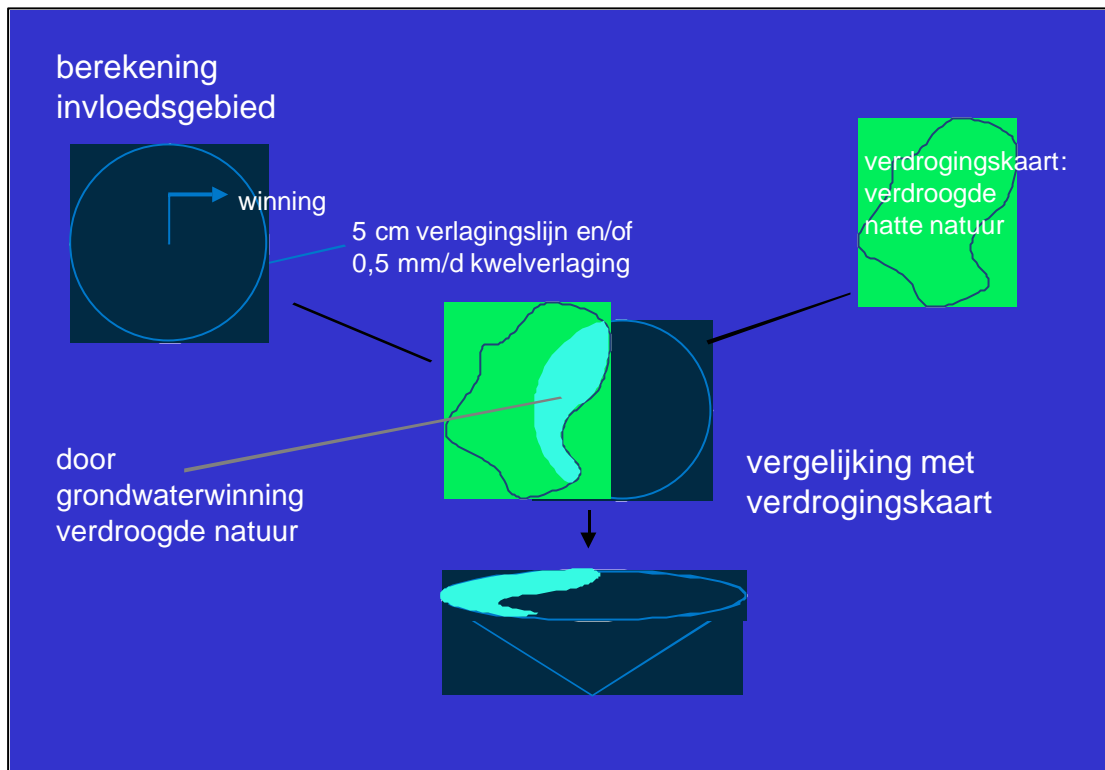 berekening
invloedsgebied
winning
5 cm verlagingslijn en/of
0,5 mm/d kwelverlaging
verdrogingskaart:
verdroogde
natte natuur
door
grondwaterwinning
verdroogde natuur
vergelijking met
verdrogingskaart